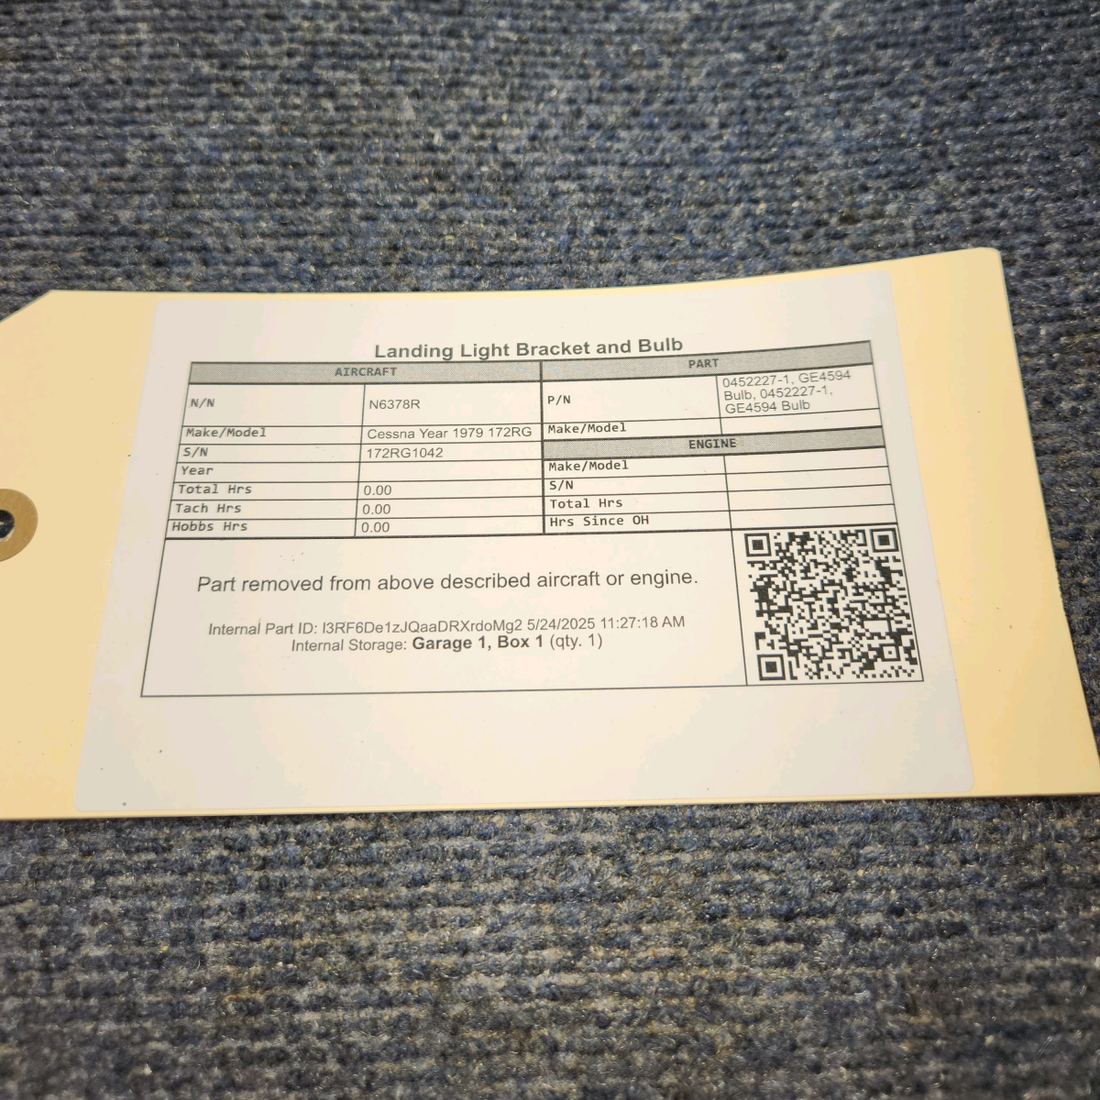 Landing Light Bracket and Bulb
AIRCRAFT
N/N N6378R
Make/Model Cessna Year 1979 172RG
S/N 172RG1042
Year
Total Hrs 0.00
Tach Hrs 0.00
Hobbs Hrs 0.00
PART
P/N 0452227-1, GE4594
Bulb, 0452227-1,
GE4594 Bulb
Make/Model
ENGINE
Make/Model
S/N
Total Hrs
Hrs Since OH
Part removed from above described aircraft or engine.
Internal Part ID: I3RF6De1zJQaaDRXrdoMg2 5/24/2025 11:27:18 AM
Internal Storage: Garage 1, Box 1 (qty. 1)